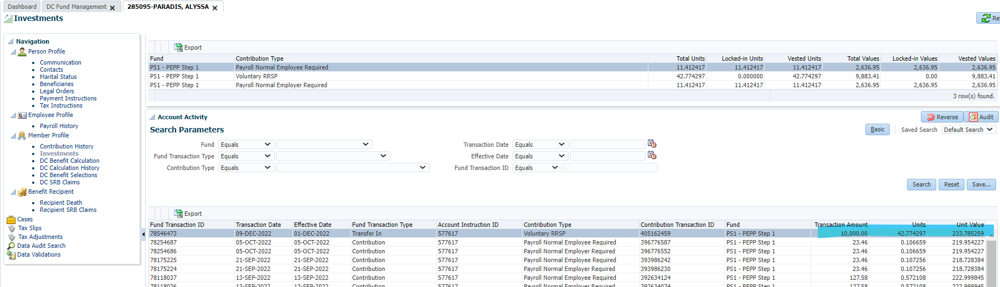 Dashboard DC Fund Management 285095-PARADIS, ALYSSA
Investments
Navigation
Person Profile
Communication
Contacts
Marital Status
Beneficiaries
Legal Orders
Payment Instructions
Tax Instructions
Employee Profile
Payroll History
Member Profile
Contribution History
Investments
DC Benefit Calculation
DC Calculation History
DC Benefit Selections
DC SRB Claims
Benefit Recipient
Recipient Death
Recipient SRB Claims
Cases
Tax Slips
Tax Adjustments
Data Audit Search
Data Validations
Export
Fund Contribution Type Total Units Locked-in Units Vested Units Total Values Locked-in Values Vested Values
PS1 - PEPP Step 1 Payroll Normal Employee Required 11.412417 11.412417 11.412417 2,636.95 2,636.95 2,636.95
PS1 - PEPP Step 1 Voluntary RRSP 42.774297 0.000000 42.774297 9,883.41 0.00 9,883.41
PS1 - PEPP Step 1 Payroll Normal Employer Required 11.412417 11.412417 11.412417 2,636.95 2,636.95 2,636.95
3 row(s) found.
Account Activity Reverse Audit
Search Parameters Basic Saved Search Default Search
Fund Equals Transaction Date Equals
Fund Transaction Type Equals Effective Date Equals
Contribution Type Equals Fund Transaction ID Equals
Search Reset Save...
Export
Fund Transaction ID Transaction Date Effective Date Fund Transaction Type Account Instruction ID Contribution Type Contribution Transaction ID Fund Transaction Amount Units Unit Value
78546473 09-DEC-2022 01-DEC-2022 Transfer In 577617 Voluntary RRSP 405162459 PS1 - PEPP Step 1 10,000.00 42.774297 233.785259
78254687 05-OCT-2022 05-OCT-2022 Contribution 577617 Payroll Normal Employee Required 396776587 PS1 - PEPP Step 1 23.46 0.106659 219.954227
78254686 05-OCT-2022 05-OCT-2022 Contribution 577617 Payroll Normal Employer Required 396776552 PS1 - PEPP Step 1 23.46 0.106659 219.954227
78175225 21-SEP-2022 21-SEP-2022 Contribution 577617 Payroll Normal Employee Required 393986242 PS1 - PEPP Step 1 23.46 0.107256 218.728384
78175224 21-SEP-2022 21-SEP-2022 Contribution 577617 Payroll Normal Employer Required 393986230 PS1 - PEPP Step 1 23.46 0.107256 218.728384
78118037 13-SEP-2022 13-SEP-2022 Contribution 577617 Payroll Normal Employee Required 392634124 PS1 - PEPP Step 1 127.58 0.572108 222.999845
78118036 13-SEP-2022 13-SEP-2022 Contribution 577617 Payroll Normal Employer Required 392634074 PS1 - PEPP Step 1 127.58 0.572108 222.999845